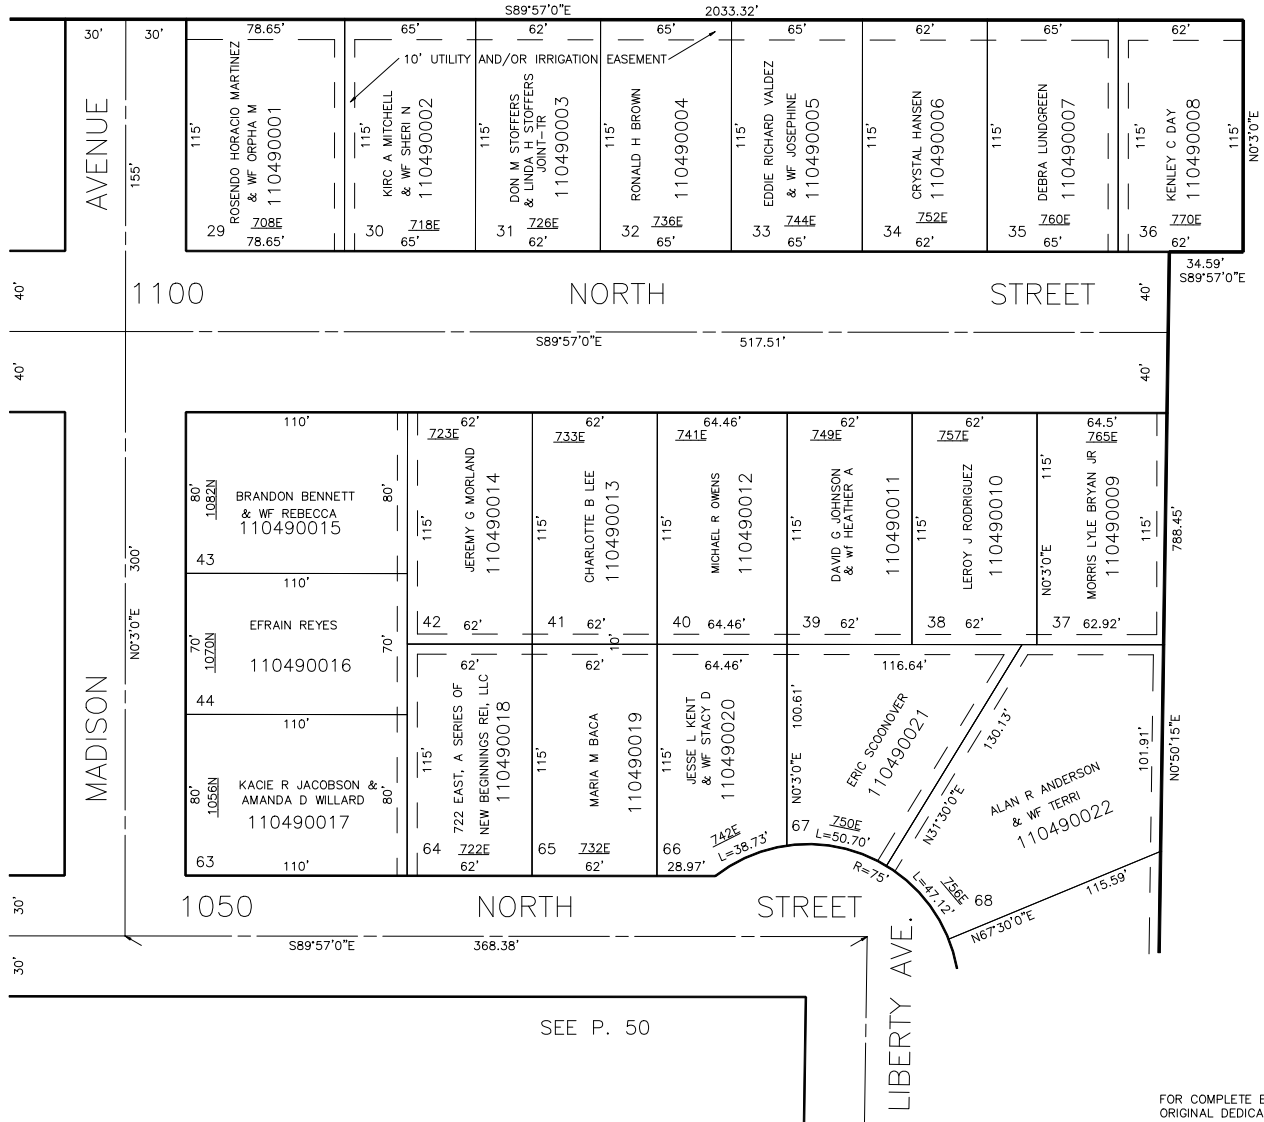 S89°57'0"E 2033.32'
30' 30' 78.65' 65' 62' 65' 65' 62' 65' 62'
10' UTILITY AND/OR IRRIGATION EASEMENT
AVENUE
155'
115'
ROSENDO HORACIO MARTINEZ
& WF ORPHA M
110490001
29
708E
78.65'
115'
KIRC A MITCHELL
& WF SHERI N
110490002
30
718E
65'
115'
DON M STOFFERS
& LINDA H STOFFERS
JOINT-TR
110490003
31
726E
62'
115'
RONALD H BROWN
110490004
32
736E
65'
115'
EDDIE RICHARD VALDEZ
& WF JOSEPHINE
110490005
33
744E
65'
115'
CRYSTAL HANSEN
110490006
34
752E
62'
115'
DEBRA LUNDGREEN
110490007
35
760E
65'
115'
KENLEY C DAY
110490008
36
770E
62'
115'
N0°3'0"E
34.59'
S89°57'0"E
40'
1100 NORTH STREET
40'
S89°57'0"E 517.51'
40'
40'
110'
80'
1082N
BRANDON BENNETT
& WF REBECCA
110490015
80'
43
110'
70'
1070N
EFRAIN REYES
110490016
70'
44
110'
80'
1056N
KACIE R JACOBSON &
AMANDA D WILLARD
110490017
80'
63
110'
300'
N0°3'0"E
MADISON
62'
723E
115'
JEREMY G MORLAND
110490014
42
62'
62'
733E
115'
CHARLOTTE B LEE
110490013
41
62'
10'
64.46'
741E
115'
MICHAEL R OWENS
110490012
40
64.46'
62'
749E
115'
DAVID G JOHNSON
& wf HEATHER A
110490011
39
62'
62'
757E
115'
LEROY J RODRIGUEZ
110490010
38
62'
64.5'
765E
115'
N0°3'0"E
MORRIS LYLE BRYAN JR
110490009
115'
37
62.92'
788.45'
62'
115'
722 EAST, A SERIES OF
NEW BEGINNINGS REI, LLC
110490018
64
722E
62'
62'
115'
MARIA M BACA
110490019
65
732E
62'
64.46'
115'
JESSE L KENT
& WF STACY D
110490020
66
28.97'
742E
L=38.73'
116.64'
100.61'
N0°3'0"E
ERIC SCOONOVER
110490021
67
750E
L=50.70'
R=75'
130.13'
N31°30'0"E
ALAN R ANDERSON
& WF TERRI
110490022
101.91'
N0°50'15"E
756E
L=47.12'
68
115.59'
N67°30'0"E
30'
1050 NORTH STREET
S89°57'0"E 368.38'
30'
LIBERTY AVE.
SEE P. 50
FOR COMPLETE
ORIGINAL